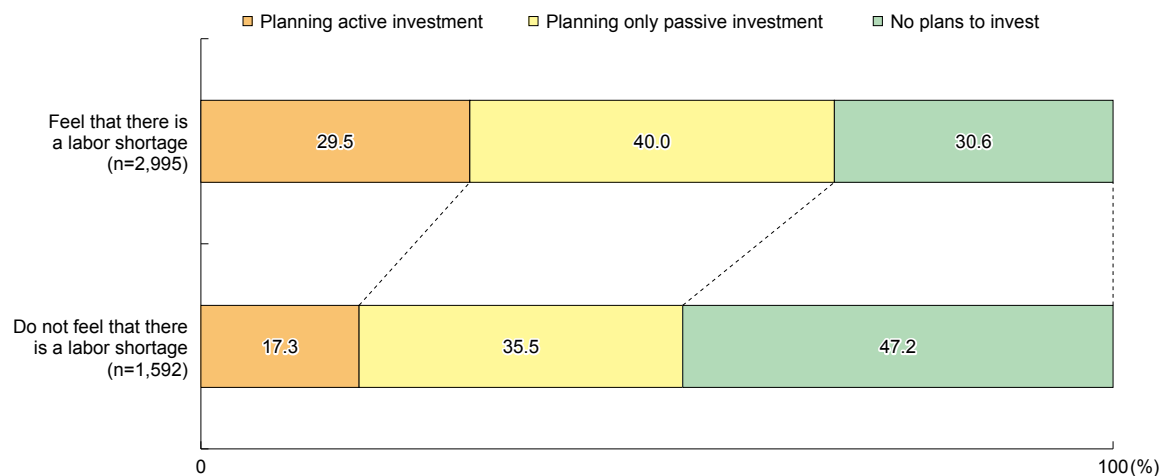 Planning active investment Planning only passive investment No plans to invest
Feel that there is
a labor shortage
(n=2,995)
29.5 40.0 30.6
Do not feel that there
is a labor shortage
(n=1,592)
17.3 35.5 47.2
0 100(%)